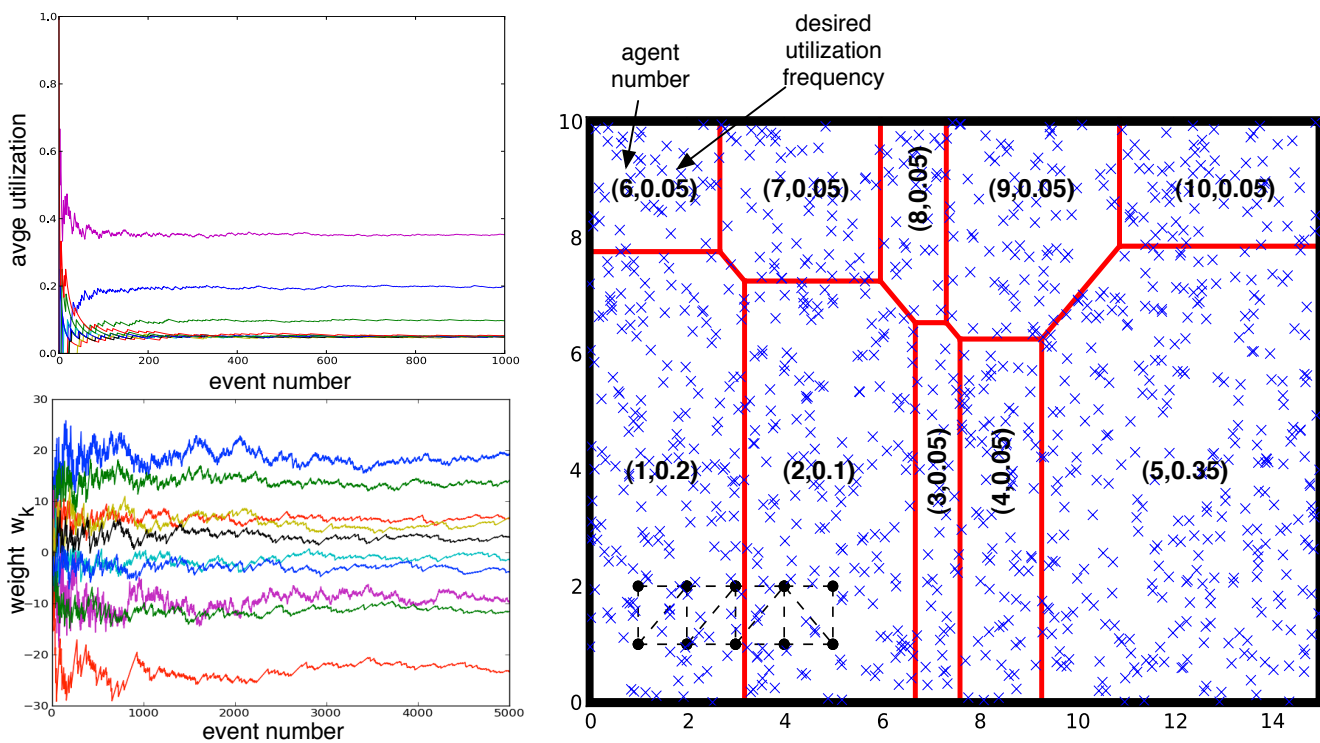 1.0
0.8
0.6
0.4
0.2
0.0
avge utilization
0 200 400 600 800 1000
event number
30
20
10
0
−10
−20
−30
weight w_k
0 1000 2000 3000 4000 5000
event number
agent
number
desired
utilization
frequency
10
8
6
4
2
0
(6,0.05)
(7,0.05)
(8,0.05)
(9,0.05)
(10,0.05)
(1,0.2)
(2,0.1)
(3,0.05)
(4,0.05)
(5,0.35)
0 2 4 6 8 10 12 14